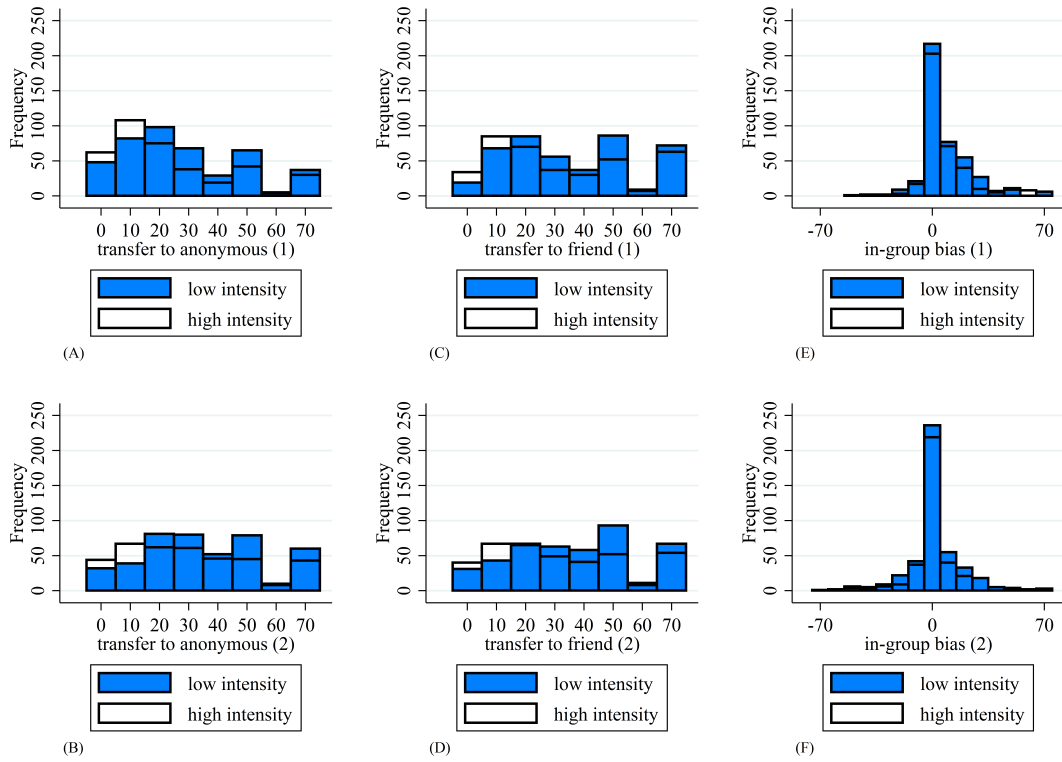 Frequency
0 50 100 150 200 250
0 10 20 30 40 50 60 70
transfer to anonymous (1)
low intensity
high intensity
(A)
Frequency
0 50 100 150 200 250
0 10 20 30 40 50 60 70
transfer to friend (1)
low intensity
high intensity
(C)
Frequency
0 50 100 150 200 250
-70 0 70
in-group bias (1)
low intensity
high intensity
(E)
Frequency
0 50 100 150 200 250
0 10 20 30 40 50 60 70
transfer to anonymous (2)
low intensity
high intensity
(B)
Frequency
0 50 100 150 200 250
0 10 20 30 40 50 60 70
transfer to friend (2)
low intensity
high intensity
(D)
Frequency
0 50 100 150 200 250
-70 0 70
in-group bias (2)
low intensity
high intensity
(F)